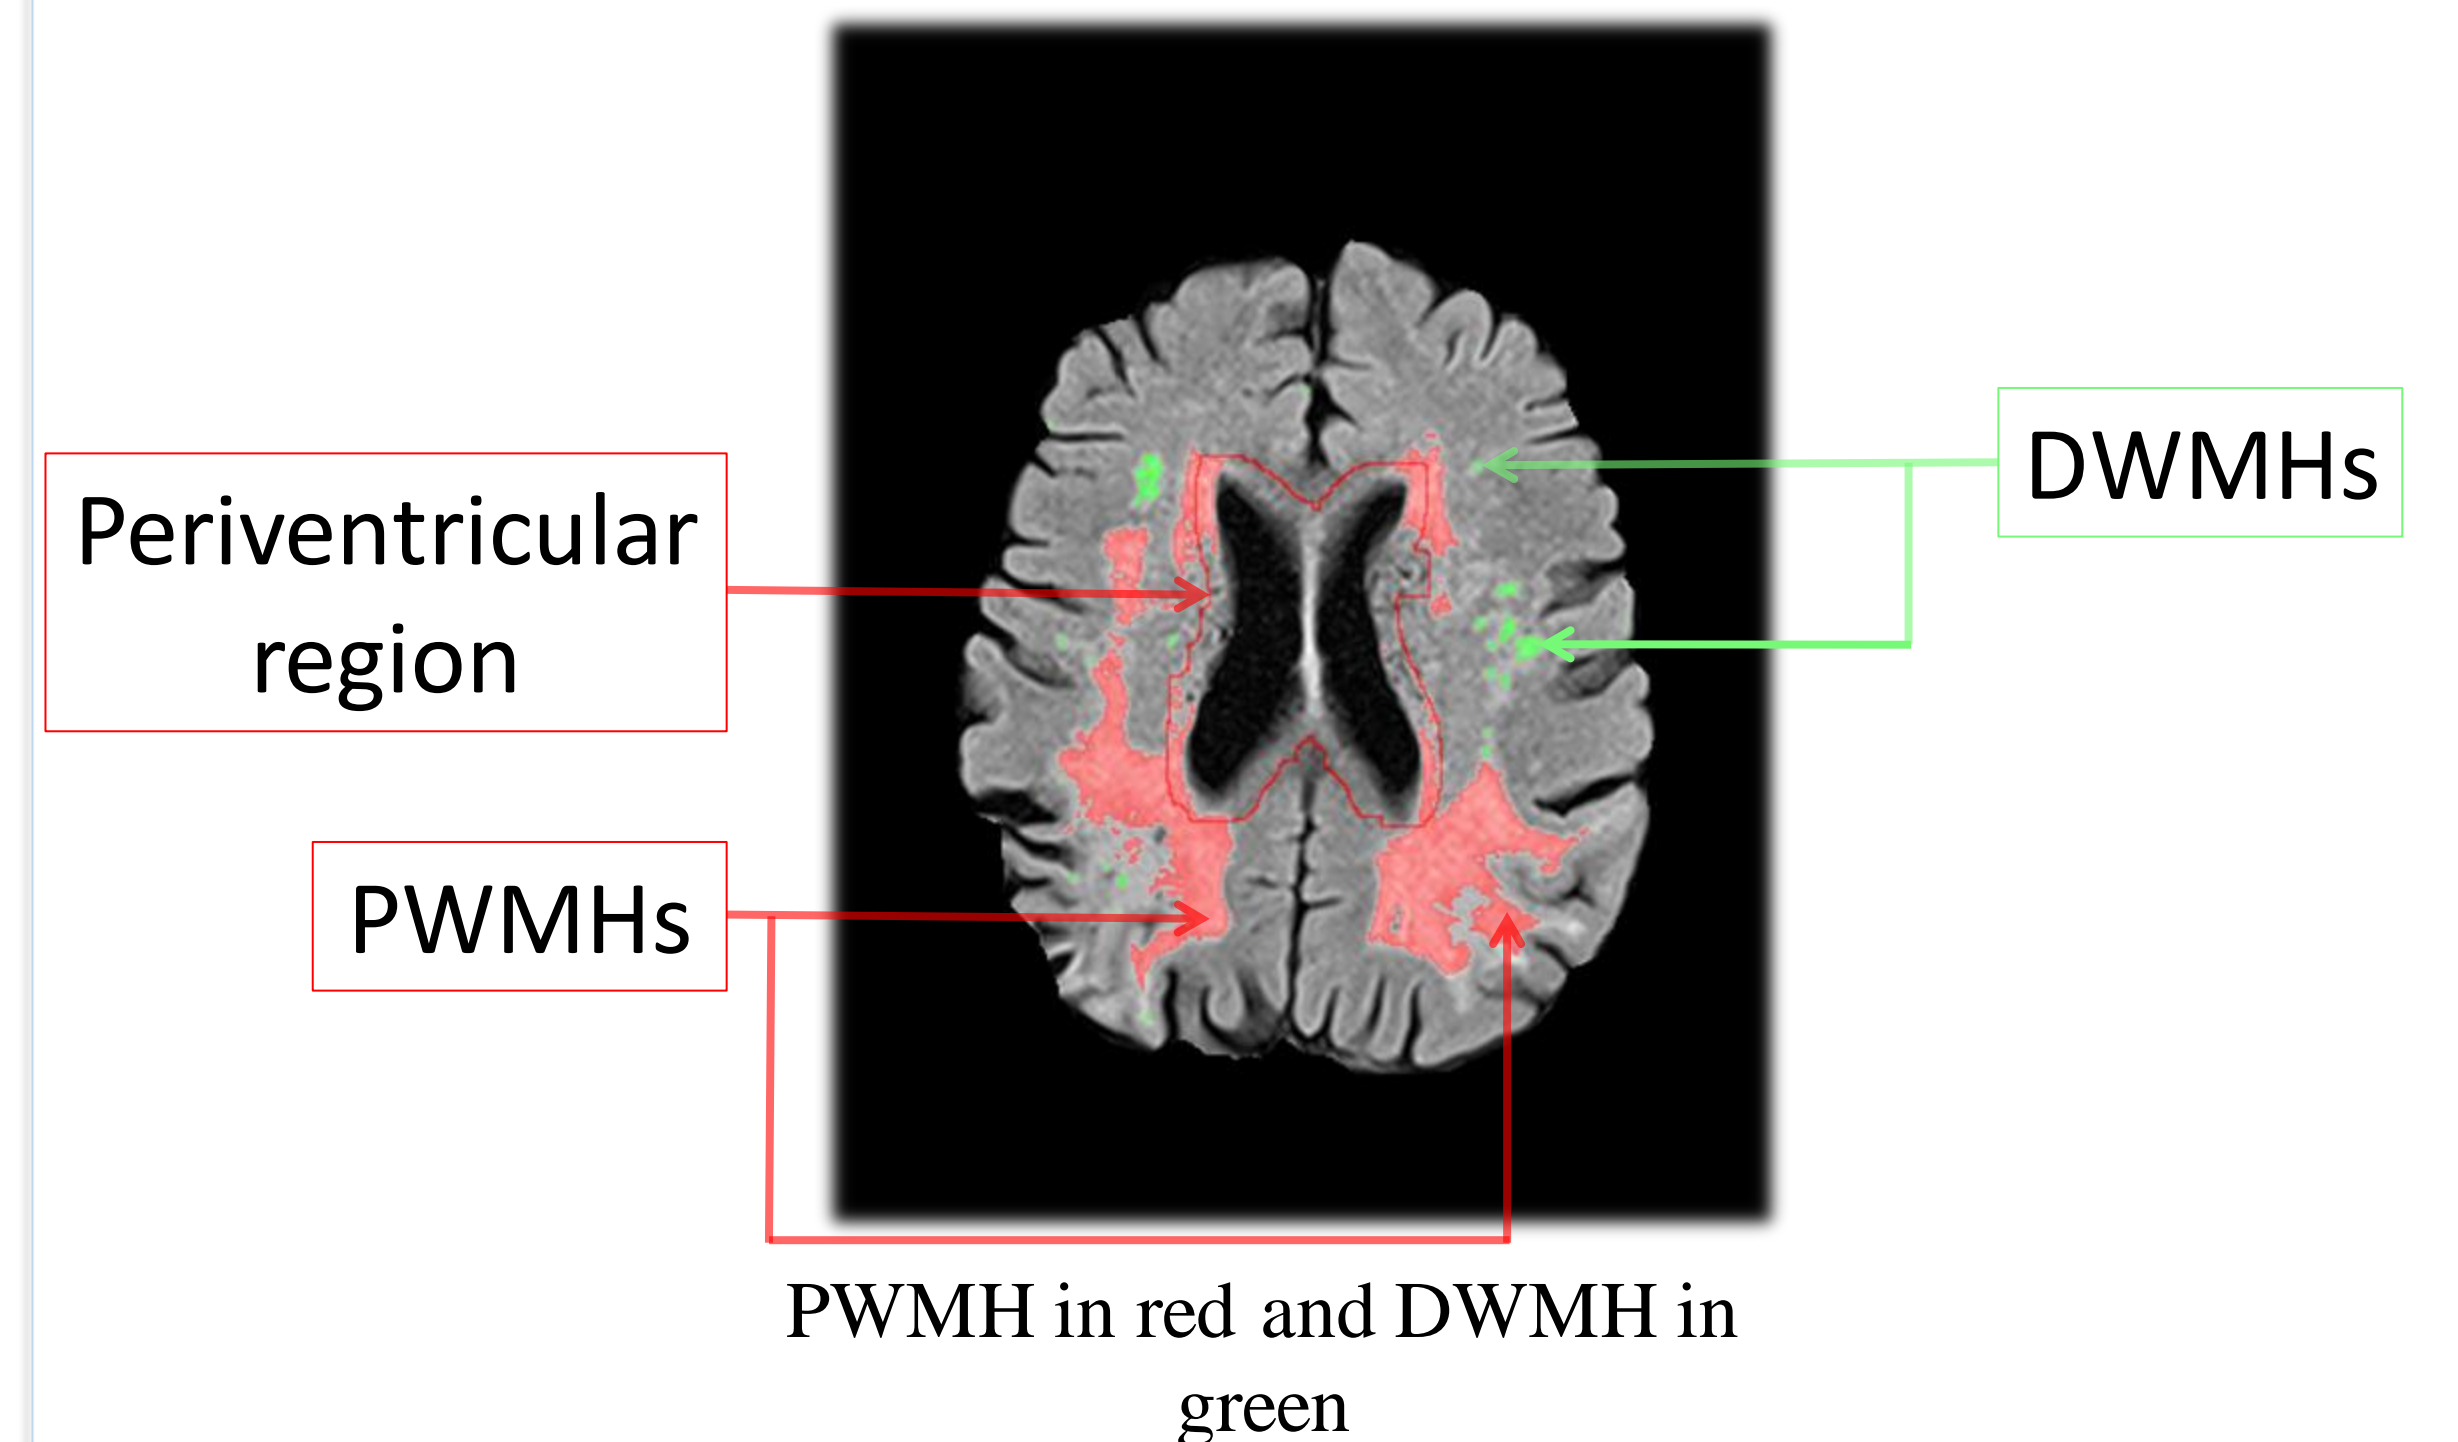 Periventricular
region
DWMHs
PWMHs
PWMH in red and DWMH in
green